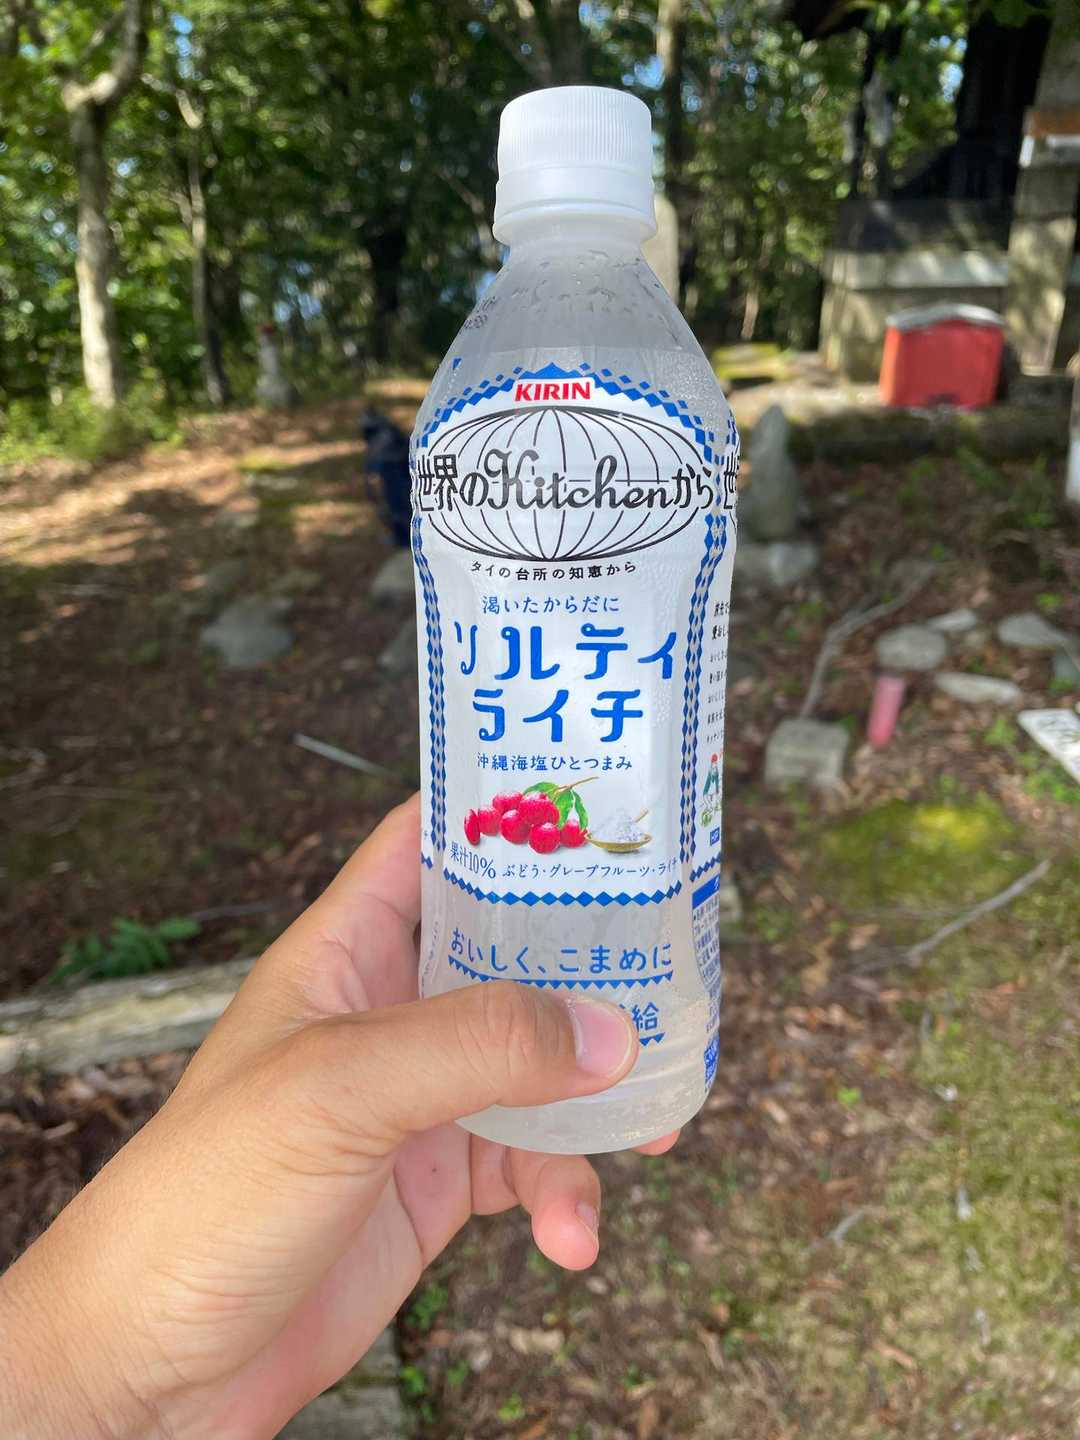 KIRIN
世界のKitchenから
タイの台所の知恵から
渇いたからだに
ソルティ
ライチ
沖縄海塩ひとつまみ
果汁10% ぶどう・グレープフルーツ・ライチ
おいしく、こまめに
給